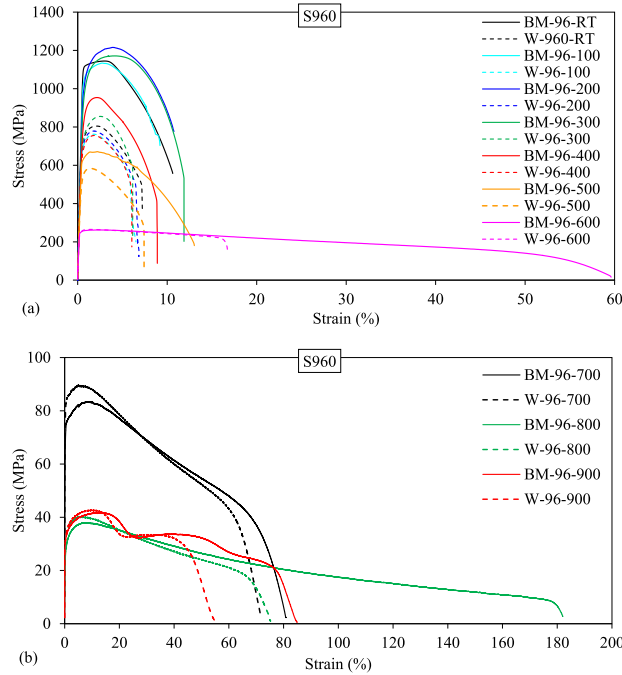 S960
1400
1200
1000
800
600
400
200
0
Stress (MPa)
BM-96-RT
W-960-RT
BM-96-100
W-96-100
BM-96-200
W-96-200
BM-96-300
W-96-300
BM-96-400
W-96-400
BM-96-500
W-96-500
BM-96-600
W-96-600
0 10 20 30 40 50 60
(a)
Strain (%)
S960
100
80
60
40
20
0
Stress (MPa)
BM-96-700
W-96-700
BM-96-800
W-96-800
BM-96-900
W-96-900
0 20 40 60 80 100 120 140 160 180 200
(b)
Strain (%)